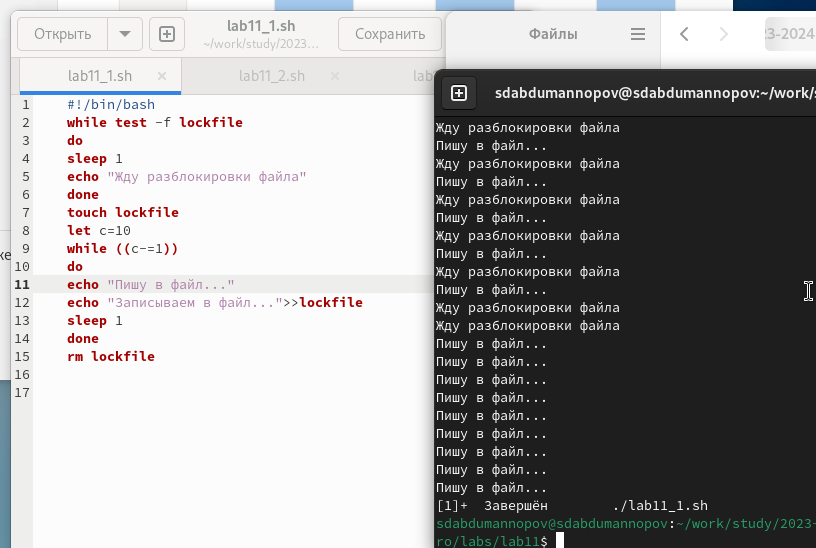 Открыть
lab11_1.sh
~/work/study/2023...
Сохранить
Файлы
23-2024
lab11_1.sh ×
lab11_2.sh ×
lab
sdabdumannopov@sdabdumannopov:~/work/s
1 #!/bin/bash
2 while test -f lockfile
3 do
4 sleep 1
5 echo "Жду разблокировки файла"
6 done
7 touch lockfile
8 let c=10
9 while ((c-=1))
10 do
11 echo "Пишу в файл..."
12 echo "Записываем в файл...">>lockfile
13 sleep 1
14 done
15 rm lockfile
16
17
Жду разблокировки файла
Пишу в файл...
Жду разблокировки файла
Пишу в файл...
Жду разблокировки файла
Пишу в файл...
Жду разблокировки файла
Пишу в файл...
Жду разблокировки файла
Пишу в файл...
Жду разблокировки файла
Жду разблокировки файла
Пишу в файл...
Пишу в файл...
Пишу в файл...
Пишу в файл...
Пишу в файл...
Пишу в файл...
Пишу в файл...
Пишу в файл...
Пишу в файл...
[1]+ Завершён ./lab11_1.sh
sdabdumannopov@sdabdumannopov:~/work/study/2023-
ro/labs/lab11$